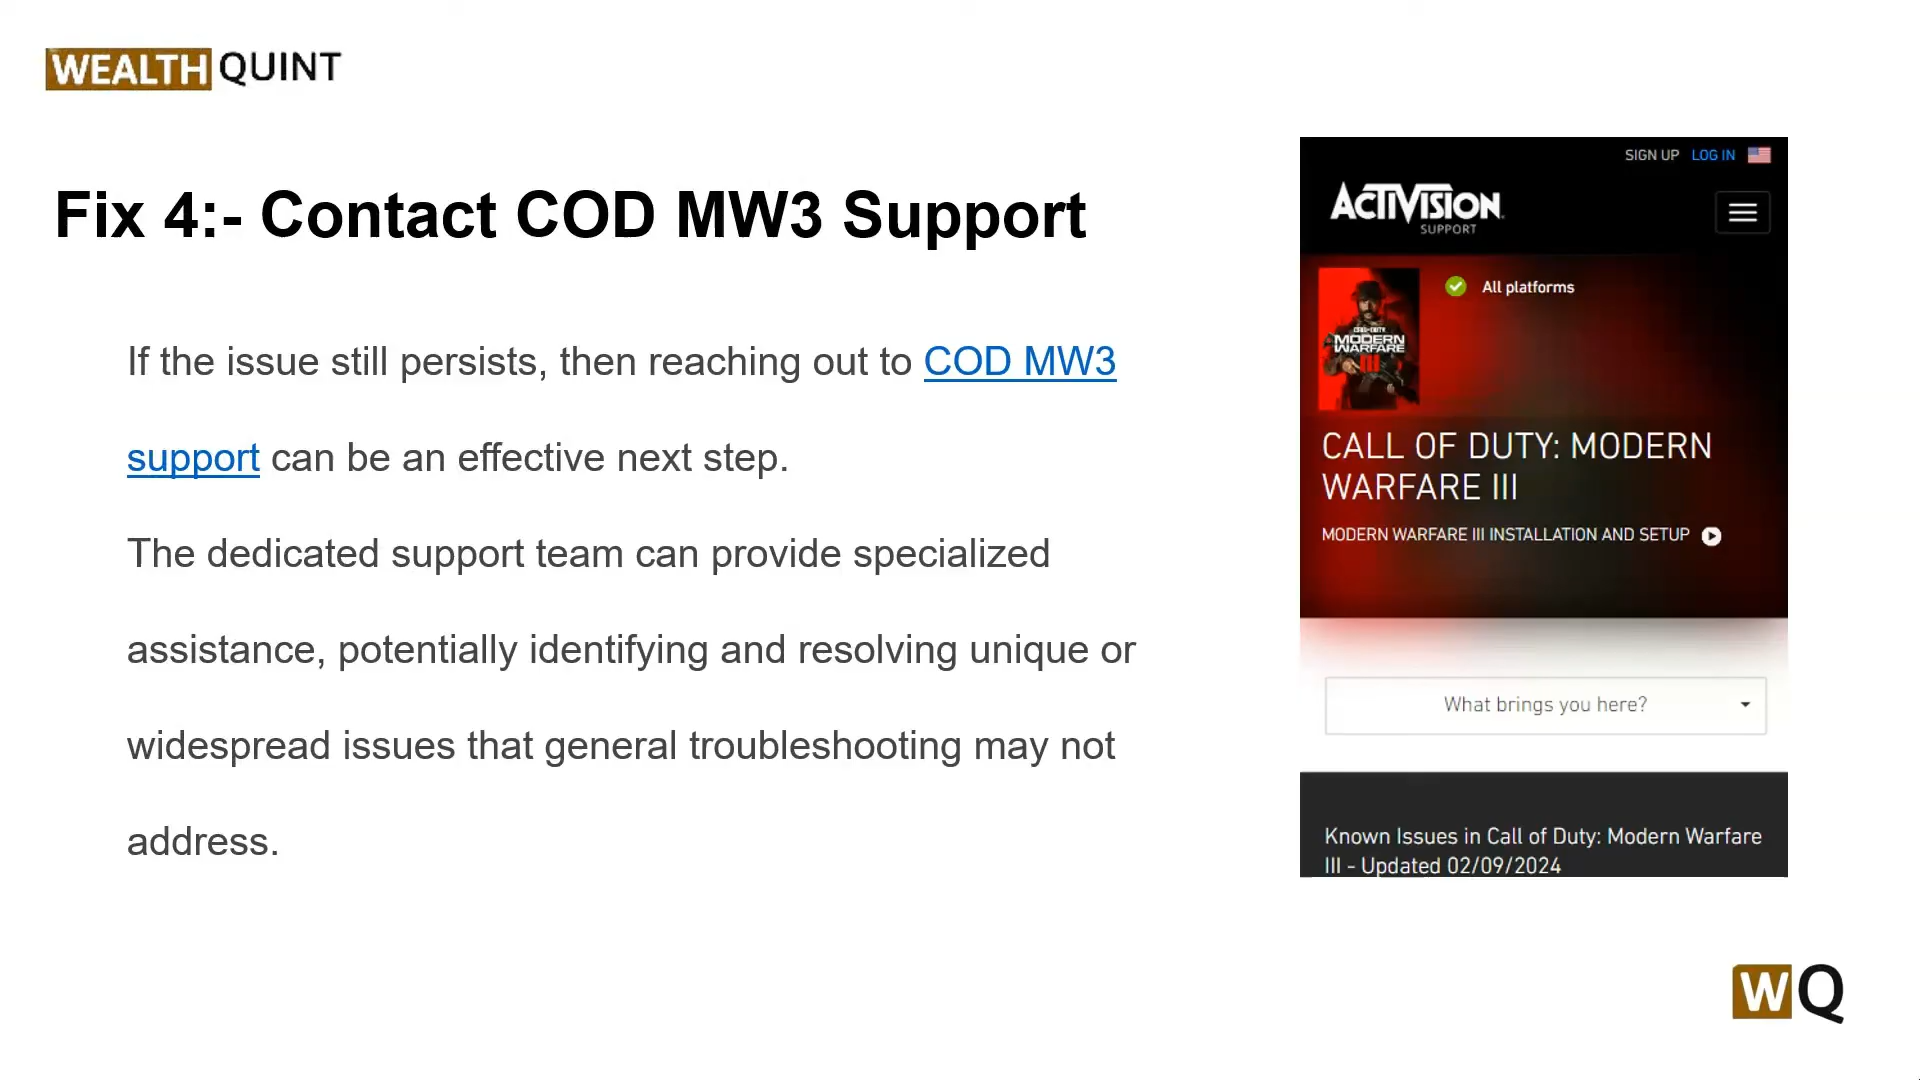 WEALTH QUINT
Fix 4:- Contact COD MW3 Support
If the issue still persists, then reaching out to COD MW3
support can be an effective next step.
The dedicated support team can provide specialized
assistance, potentially identifying and resolving unique or
widespread issues that general troubleshooting may not
address.
SIGN UP LOG IN
ACTIVISION
SUPPORT
All platforms
CALL OF DUTY
MODERN
WARFARE
III
CALL OF DUTY: MODERN
WARFARE III
MODERN WARFARE III INSTALLATION AND SETUP
What brings you here?
Known Issues in Call of Duty: Modern Warfare
III - Updated 02/09/2024
WQ